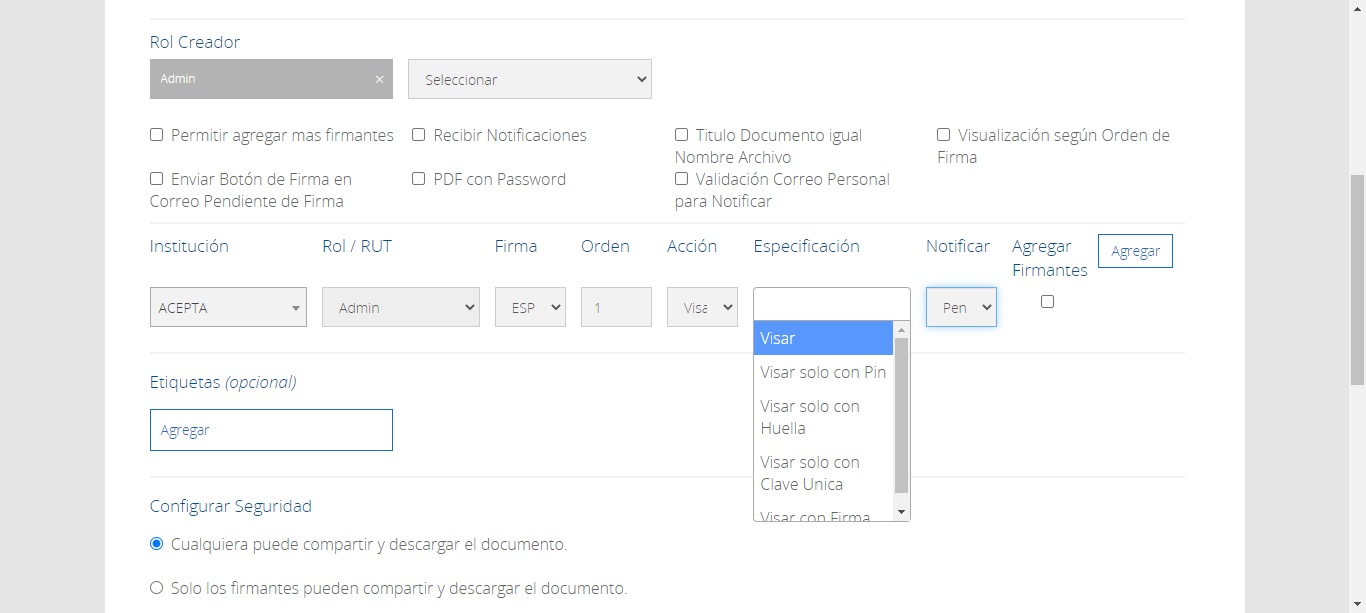 Rol Creador
Admin ×
Seleccionar
Permitir agregar mas firmantes
Recibir Notificaciones
Titulo Documento igual
Nombre Archivo
Visualización según Orden de
Firma
Enviar Botón de Firma en
Correo Pendiente de Firma
PDF con Password
Validación Correo Personal
para Notificar
Institución
Rol / RUT
Firma
Orden
Acción
Especificación
Notificar
Agregar
Firmantes
Agregar
ACEPTA
Admin
ESP
1
Visa
Pen
Visar
Visar solo con Pin
Visar solo con
Huella
Visar solo con
Clave Unica
Visar con Firma
Etiquetas (opcional)
Agregar
Configurar Seguridad
Cualquiera puede compartir y descargar el documento.
Solo los firmantes pueden compartir y descargar el documento.